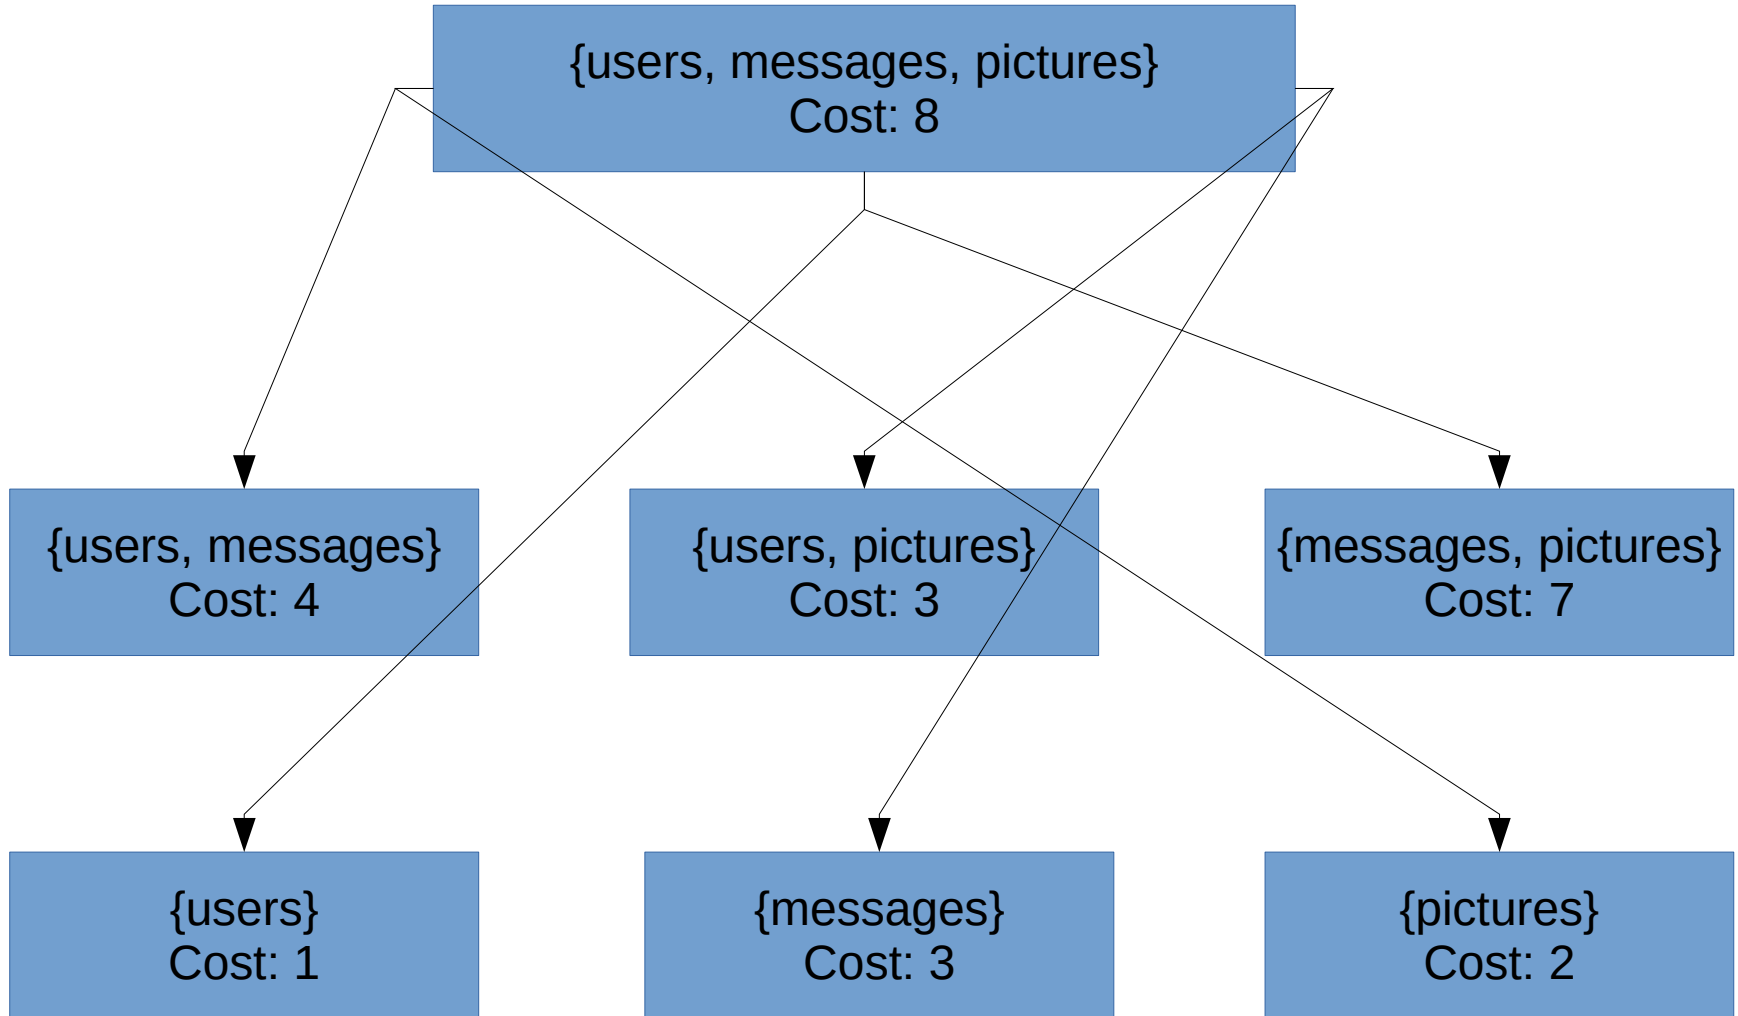 {users, messages, pictures}
Cost: 8
{users, messages}
Cost: 4
{users, pictures}
Cost: 3
{messages, pictures}
Cost: 7
{users}
Cost: 1
{messages}
Cost: 3
{pictures}
Cost: 2